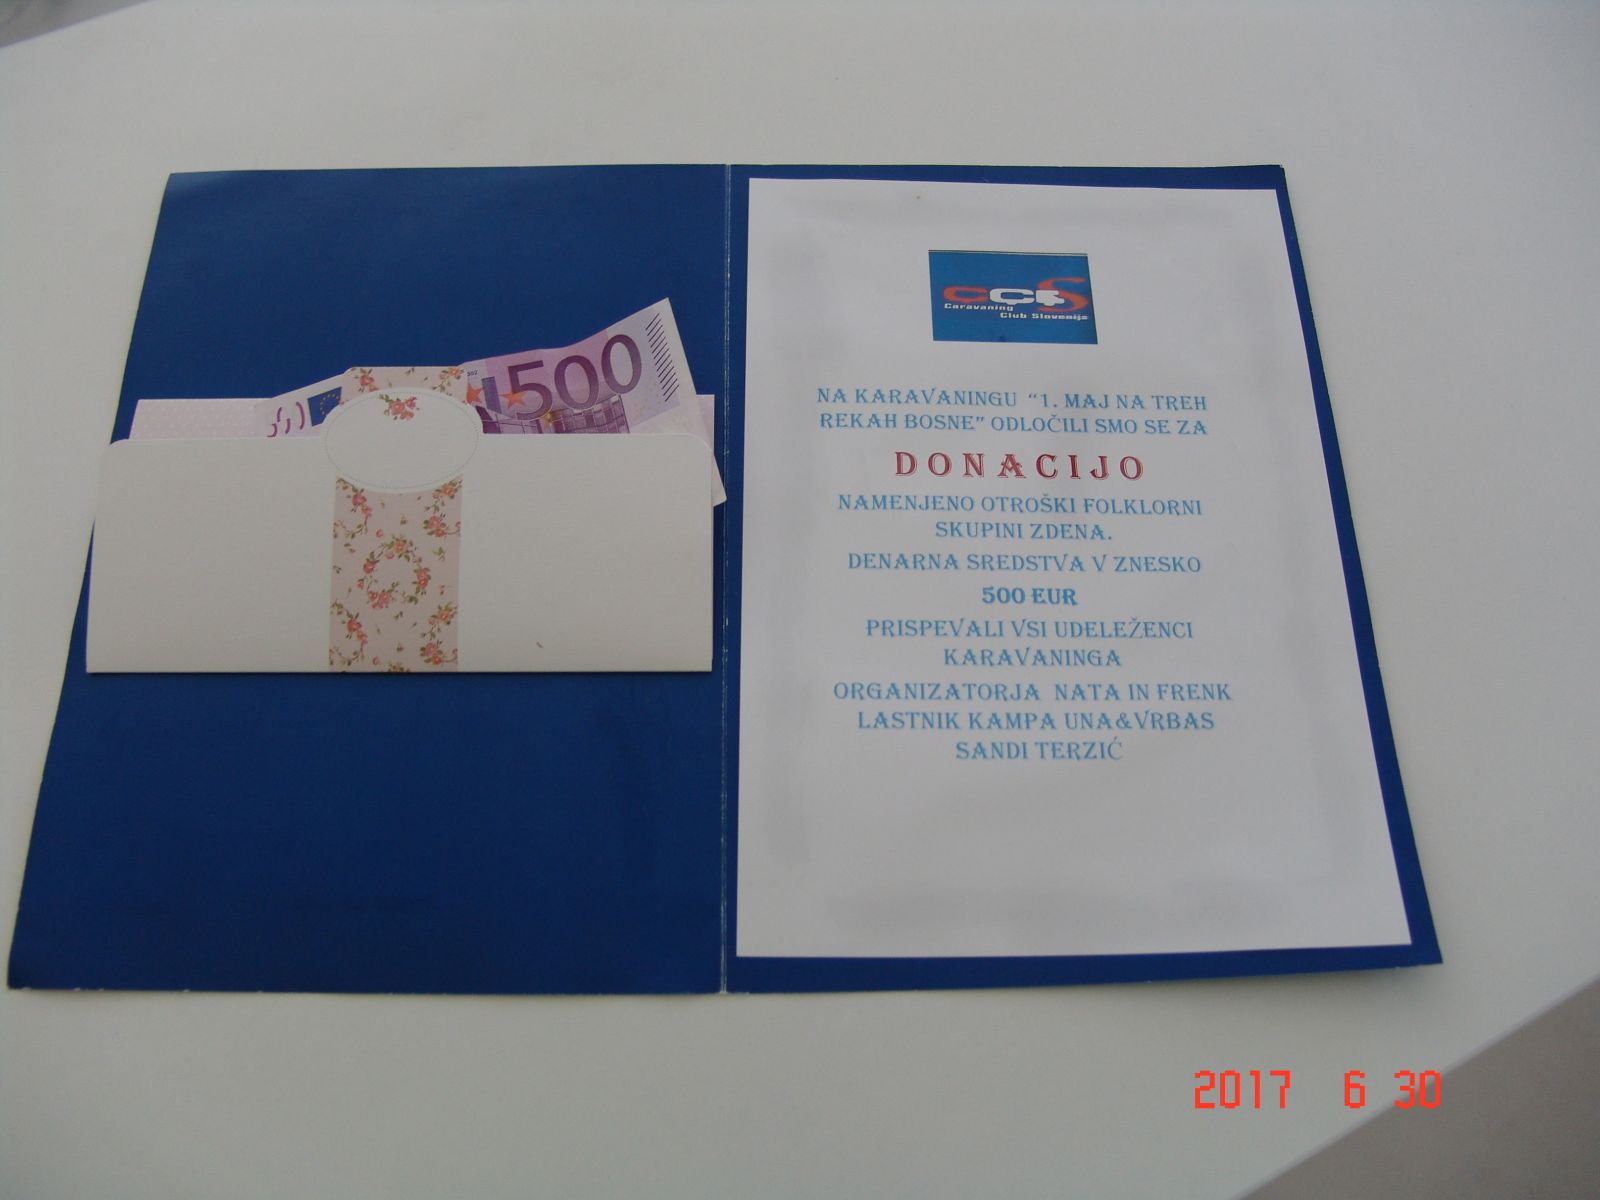 500
CCS
Caravaning
Club Slovenija
NA KARAVANINGU “1. MAJ NA TREH
REKAH BOSNE” ODLOČILI SMO SE ZA
DONACIJO
NAMENJENO OTROŠKI FOLKLORNI
SKUPINI ZDENA.
DENARNA SREDSTVA V ZNESKO
500 EUR
PRISPEVALI VSI UDELEŽENCI
KARAVANINGA
ORGANIZATORJA NATA IN FRENK
LASTNIK KAMPA UNA&VRBAS
SANDI TERZIĆ
2017 6 30